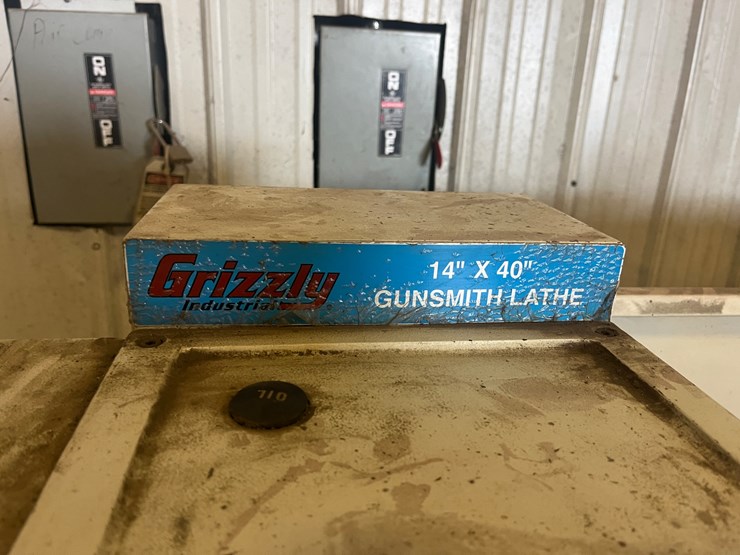 ON
OFF
ON
OFF
Grizzly
Industrial
14" X 40"
GUNSMITH LATHE
OIL